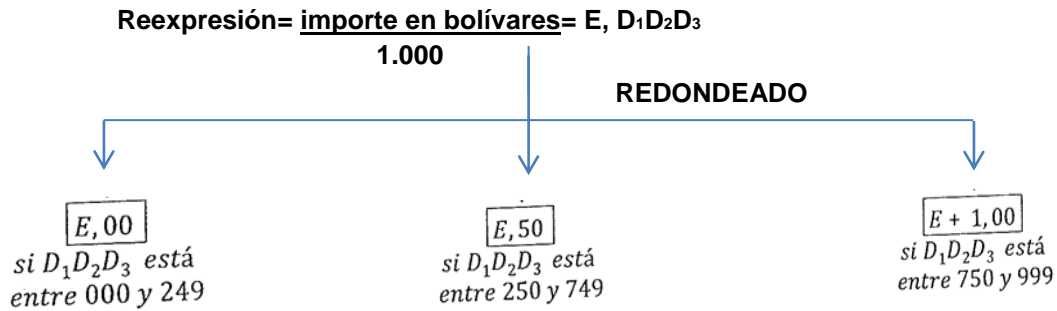 Reexpresión= importe en bolívares= E, D₁D₂D₃
1.000
REDONDEADO
E, 00
si D₁D₂D₃ está
entre 000 y 249
E, 50
si D₁D₂D₃ está
entre 250 y 749
E + 1,00
si D₁D₂D₃ está
entre 750 y 999